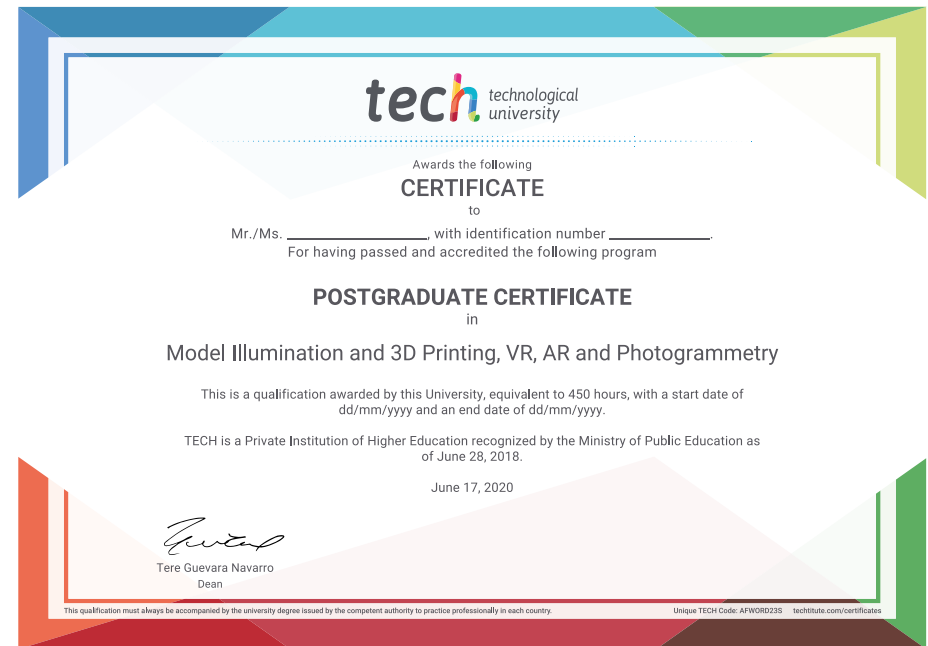 tech technological
university
Awards the following
CERTIFICATE
to
Mr./Ms. ____________________, with identification number ______________.
For having passed and accredited the following program
POSTGRADUATE CERTIFICATE
in
Model Illumination and 3D Printing, VR, AR and Photogrammetry
This is a qualification awarded by this University, equivalent to 450 hours, with a start date of
dd/mm/yyyy and an end date of dd/mm/yyyy.
TECH is a Private Institution of Higher Education recognized by the Ministry of Public Education as
of June 28, 2018.
June 17, 2020
Tere Guevara Navarro
Dean
This qualification must always be accompanied by the university degree issued by the competent authority to practice professionally in each country.
Unique TECH Code: AFWORD23S techtitute.com/certificates